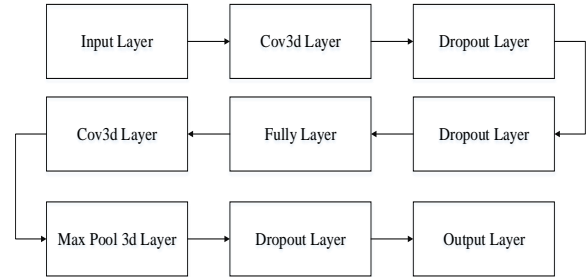 Input Layer
Cov3d Layer
Dropout Layer
Cov3d Layer
Fully Layer
Dropout Layer
Max Pool 3d Layer
Dropout Layer
Output Layer